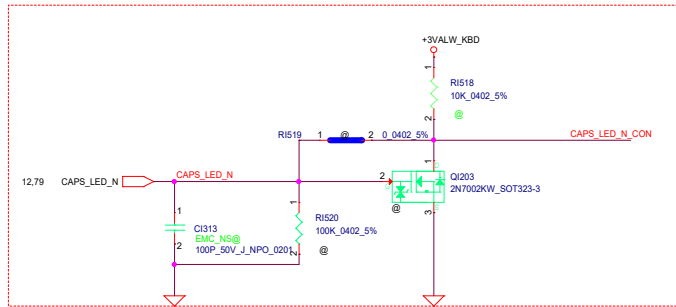 +3VALW_KBD
1
RI518
10K_0402_5%
2
@
RI519
1
@
2
0_0402_5%
CAPS_LED_N_CON
12,79
CAPS_LED_N
CAPS_LED_N
2
1
QI203
2N7002KW_SOT323-3
@
3
1
CI313
EMC_NS@
2
100P_50V_J_NPO_0201
1
RI520
100K_0402_5%
2
@